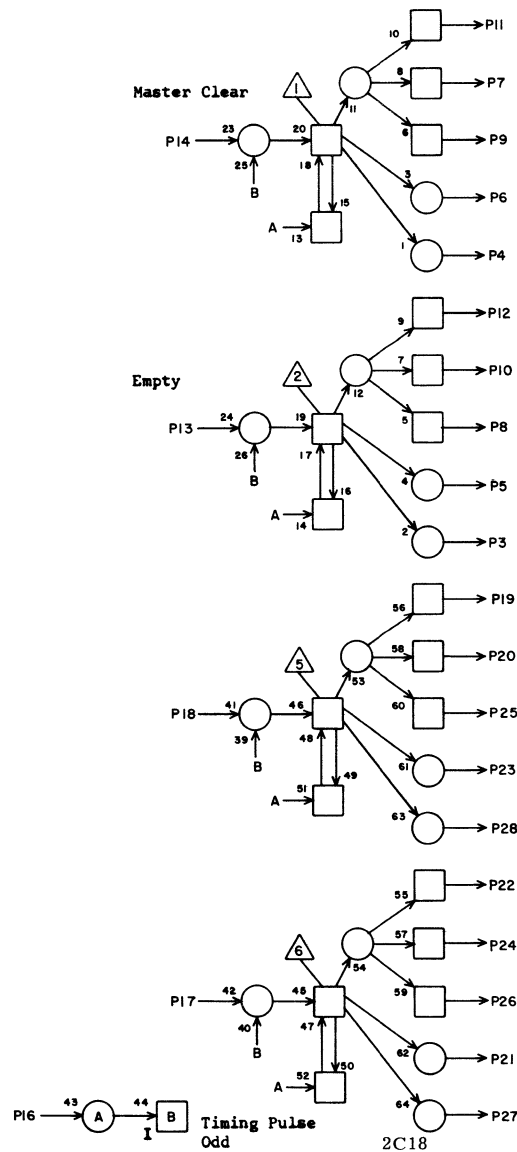 10
P11
1
8
P7
Master Clear
11
6
P9
P14
23
20
3
25
18
P6
B
15
A
13
1
P4
9
P12
2
7
P10
Empty
12
5
P8
P13
24
19
26
17
4
P5
B
16
A
14
2
P3
56
P19
5
58
P20
53
60
P25
P18
41
46
39
48
61
P23
B
49
51
A
63
P28
55
P22
6
57
P24
54
59
P26
P17
42
45
40
47
62
P21
B
50
52
A
64
P16
43
A
44
B
P27
I
Timing Pulse
Odd
2C18